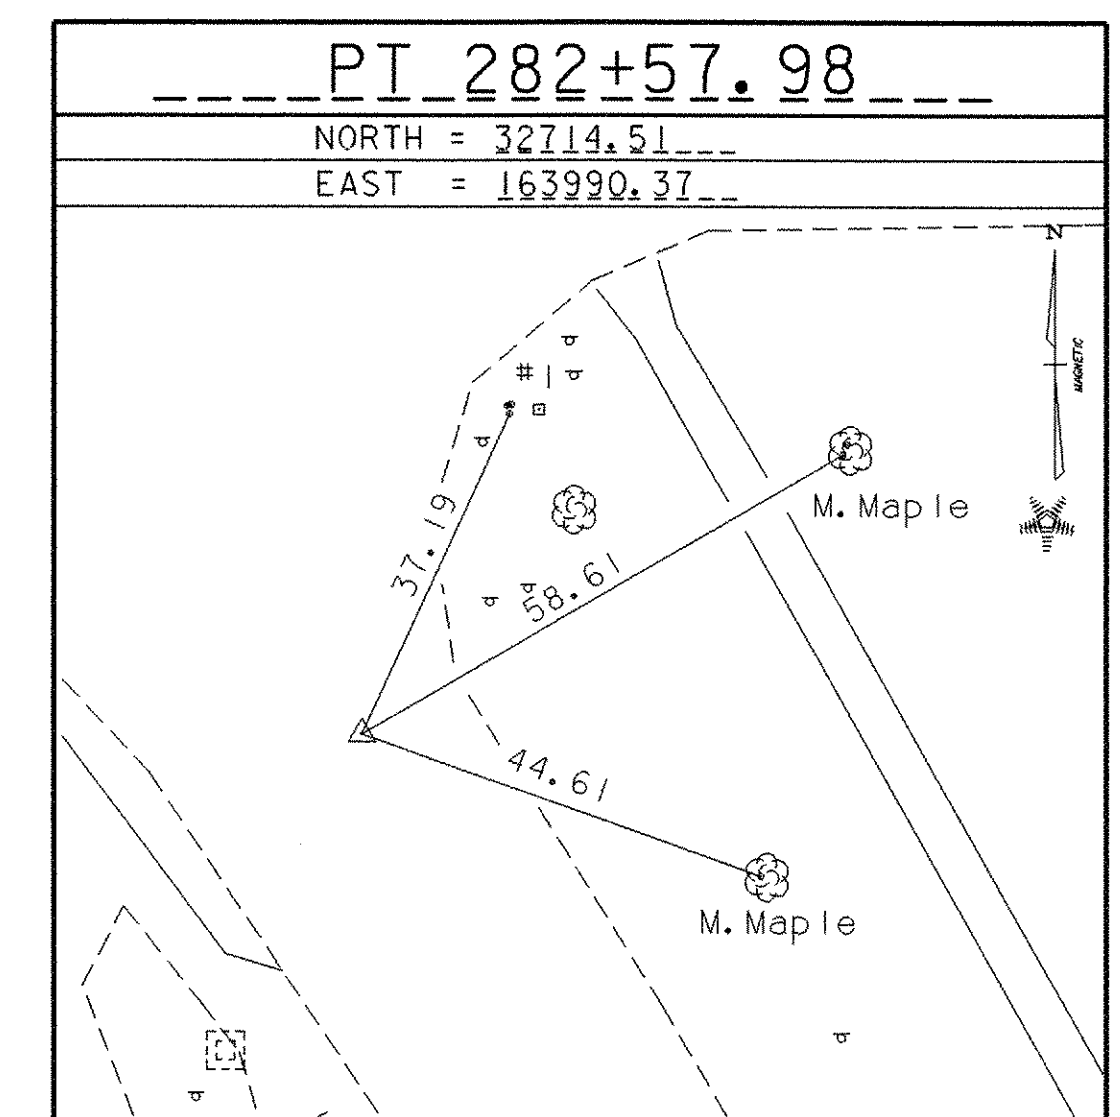 PT 282+57.98
NORTH = 32714.51
EAST = 163990.37
N
MAGNETIC
37.19
M. Maple
58.61
44.61
M. Maple